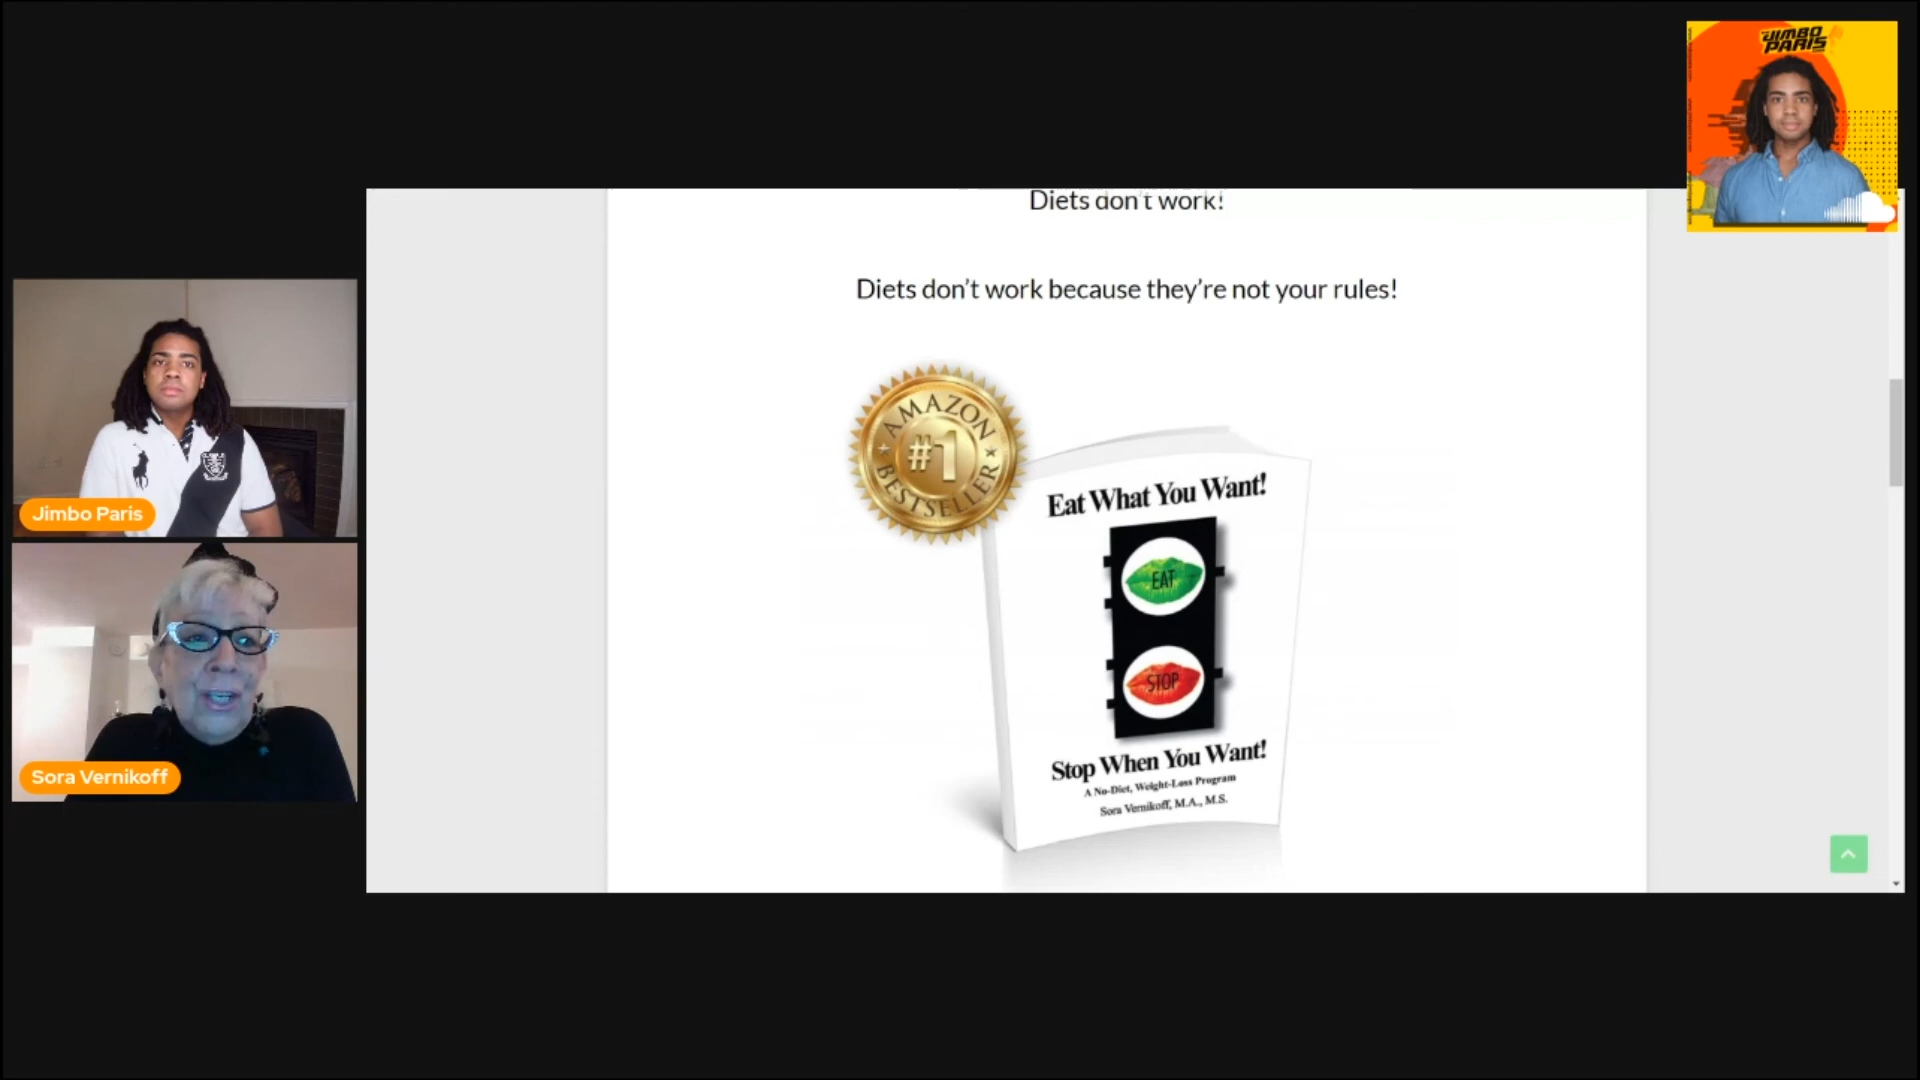 JIMBO
PARIS
Diets don't work!
Diets don't work because they're not your rules!
AMAZON
#1
BESTSELLER
Eat What You Want!
EAT
STOP
Stop When You Want!
A No-Diet, Weight-Loss Program
Sora Vernikoff, M.A., M.S.
Jimbo Paris
Sora Vernikoff